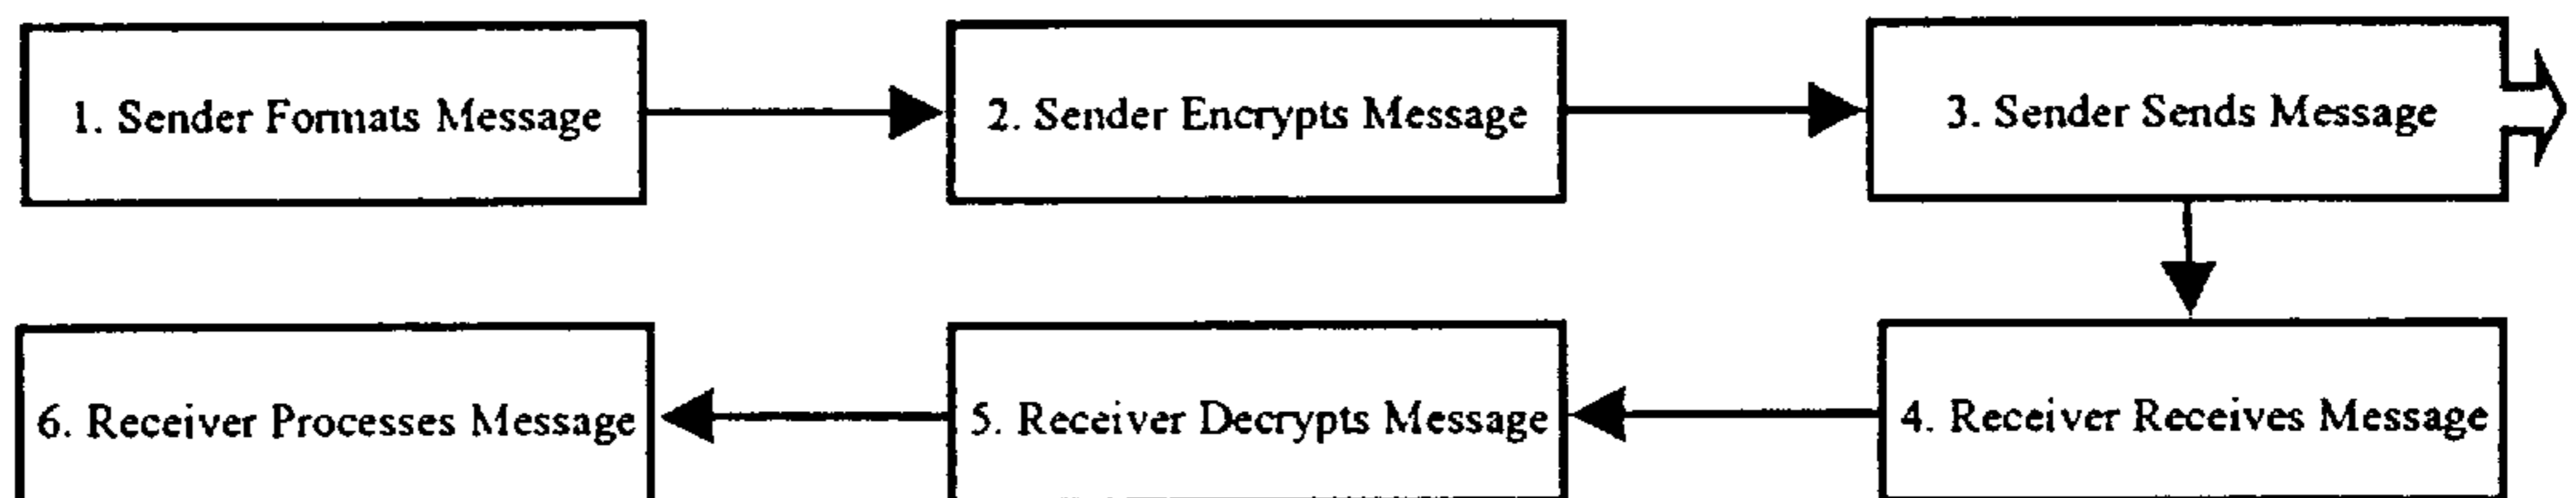 1. Sender Formats Message
2. Sender Encrypts Message
3. Sender Sends Message
6. Receiver Processes Message
5. Receiver Decrypts Message
4. Receiver Receives Message